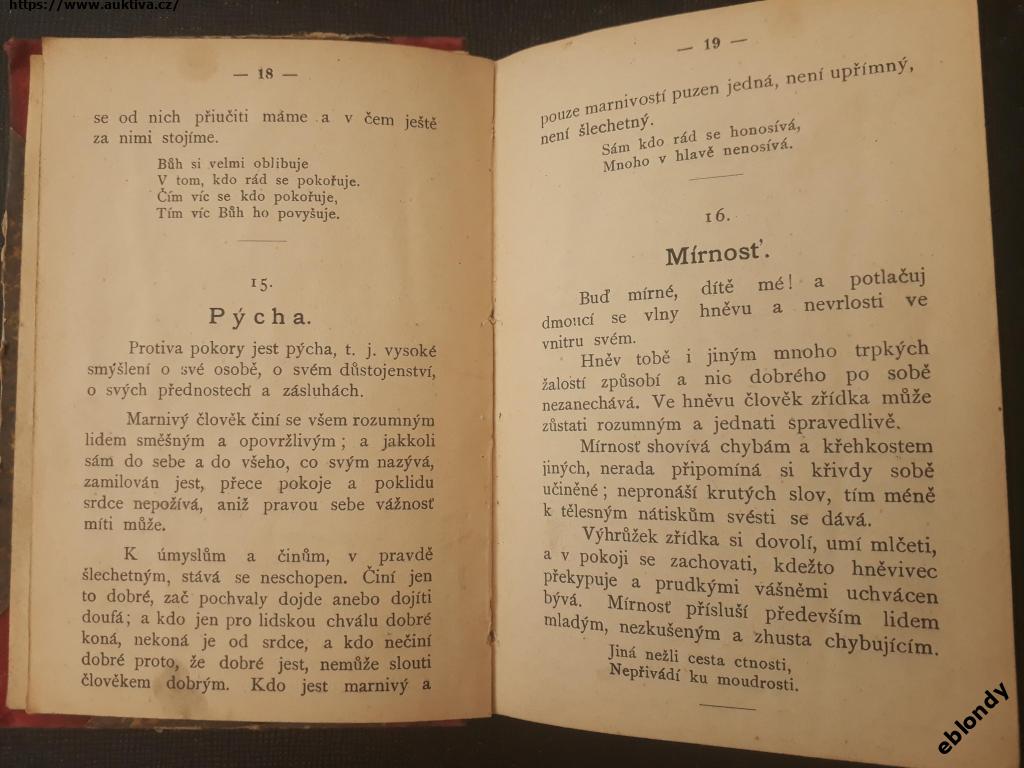 https://www.auktiva.cz/
— 18 —
se od nich přiučiti máme a v čem ještě
za nimi stojíme.
Bůh si velmi oblibuje
V tom, kdo rád se pokořuje.
Čím víc se kdo pokořuje,
Tím víc Bůh ho povyšuje.
15.
Pýcha.
Protiva pokory jest pýcha, t. j. vysoké
smýšlení o své osobě, o svém důstojenství,
o svých přednostech a zásluhách.
Marnivý člověk činí se všem rozumným
lidem směšným a opovržlivým; a jakkoli
sám do sebe a do všeho, co svým nazývá,
zamilován jest, přece pokoje a poklidu
srdce nepožívá, aniž pravou sebe vážnosť
míti může.
K úmyslům a činům, v pravdě
šlechetným, stává se neschopen. Činí jen
to dobré, zač pochvaly dojde anebo dojíti
doufá; a kdo jen pro lidskou chválu dobré
koná, nekoná je od srdce, a kdo nečiní
dobré proto, že dobré jest, nemůže slouti
člověkem dobrým. Kdo jest marnivý a
— 19 —
pouze marnivostí puzen jedná, není upřímný,
není šlechetný.
Sám kdo rád se honosívá,
Mnoho v hlavě nenosívá.
16.
Mírnosť.
Buď mírné, dítě mé! a potlačuj
dmoucí se vlny hněvu a nevrlosti ve
vnitru svém.
Hněv tobě i jiným mnoho trpkých
žalostí způsobí a nic dobrého po sobě
nezanechává. Ve hněvu člověk zřídka může
zůstati rozumným a jednati spravedlivě.
Mírnosť shovívá chybám a křehkostem
jiných, nerada připomíná si křivdy sobě
učiněné; nepronáší krutých slov, tím méně
k tělesným nátiskům svésti se dává.
Výhrůžek zřídka si dovolí, umí mlčeti,
a v pokoji se zachovati, kdežto hněvivec
překypuje a prudkými vášněmi uchvácen
bývá. Mírnosť přísluší především lidem
mladým, nezkušeným a zhusta chybujícím.
Jiná nežli cesta ctnosti,
Nepřivádí ku moudrosti.
eblondy